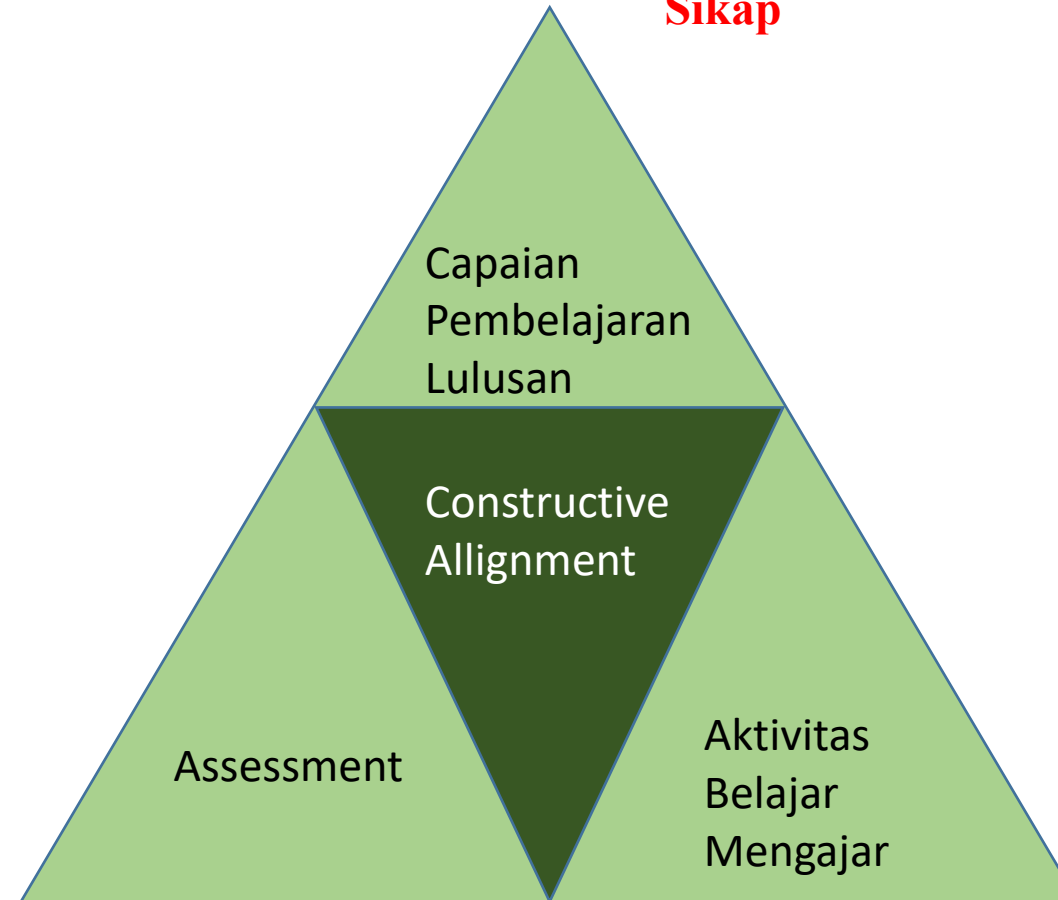 Sikap
Capaian
Pembelajaran
Lulusan
Constructive
Allignment
Assessment
Aktivitas
Belajar
Mengajar